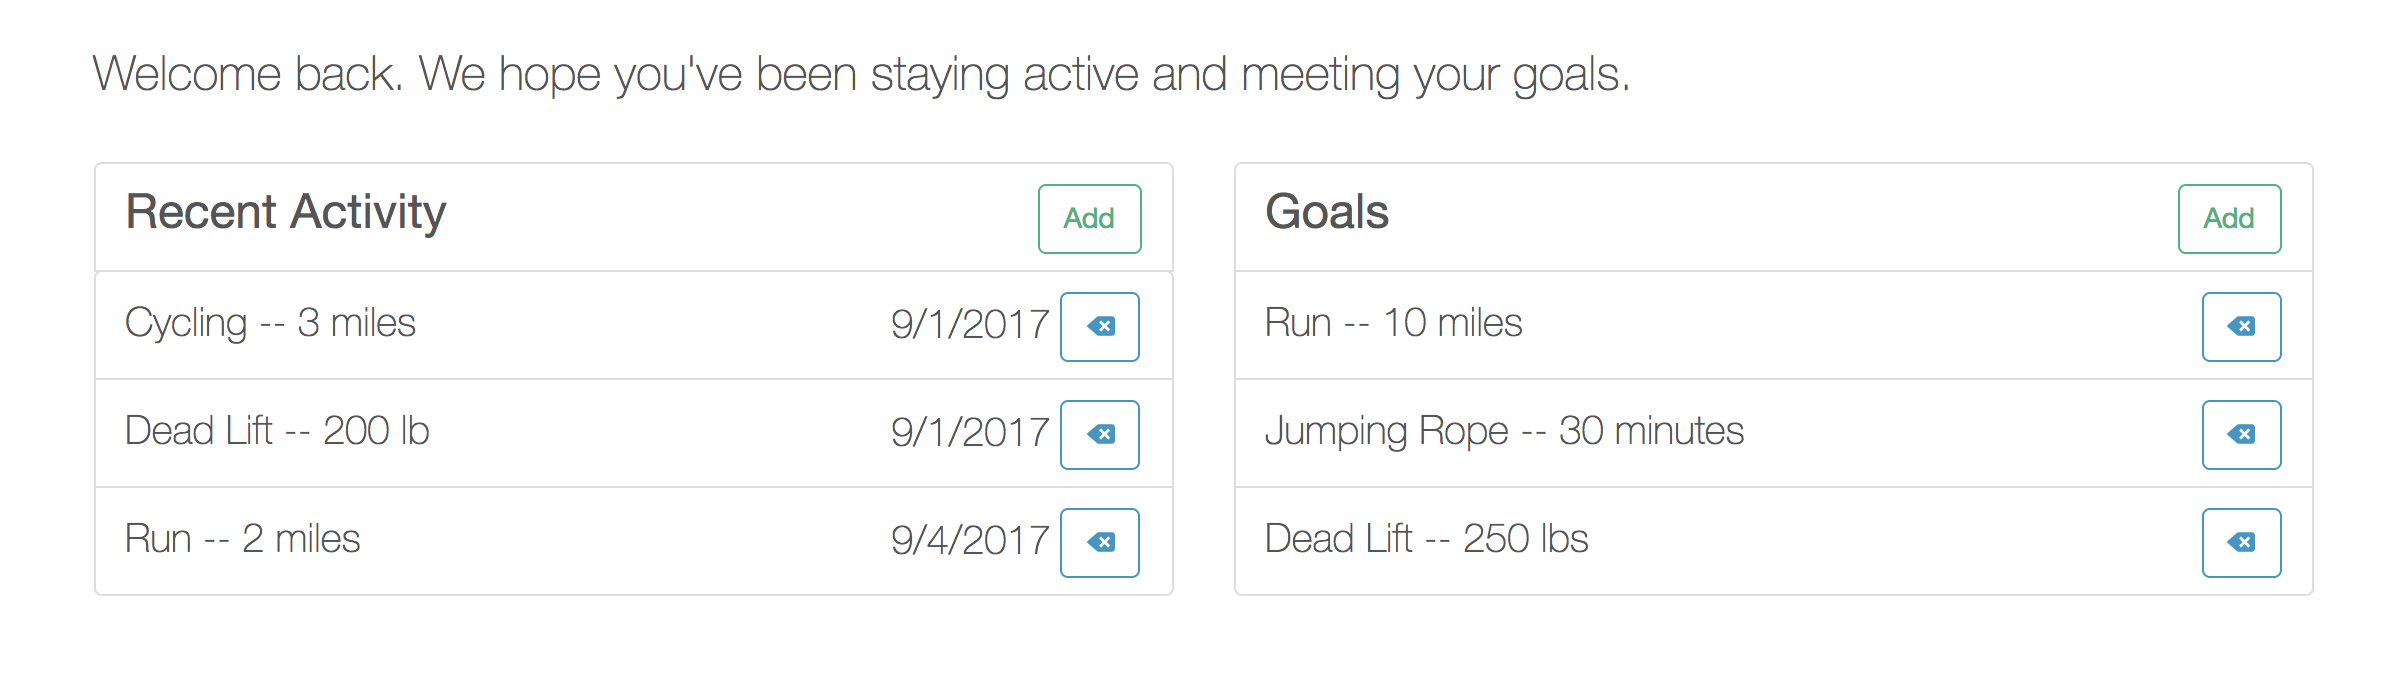 Welcome back. We hope you've been staying active and meeting your goals.
Recent Activity
Add
Cycling -- 3 miles
9/1/2017
Dead Lift -- 200 lb
9/1/2017
Run -- 2 miles
9/4/2017
Goals
Add
Run -- 10 miles
Jumping Rope -- 30 minutes
Dead Lift -- 250 lbs